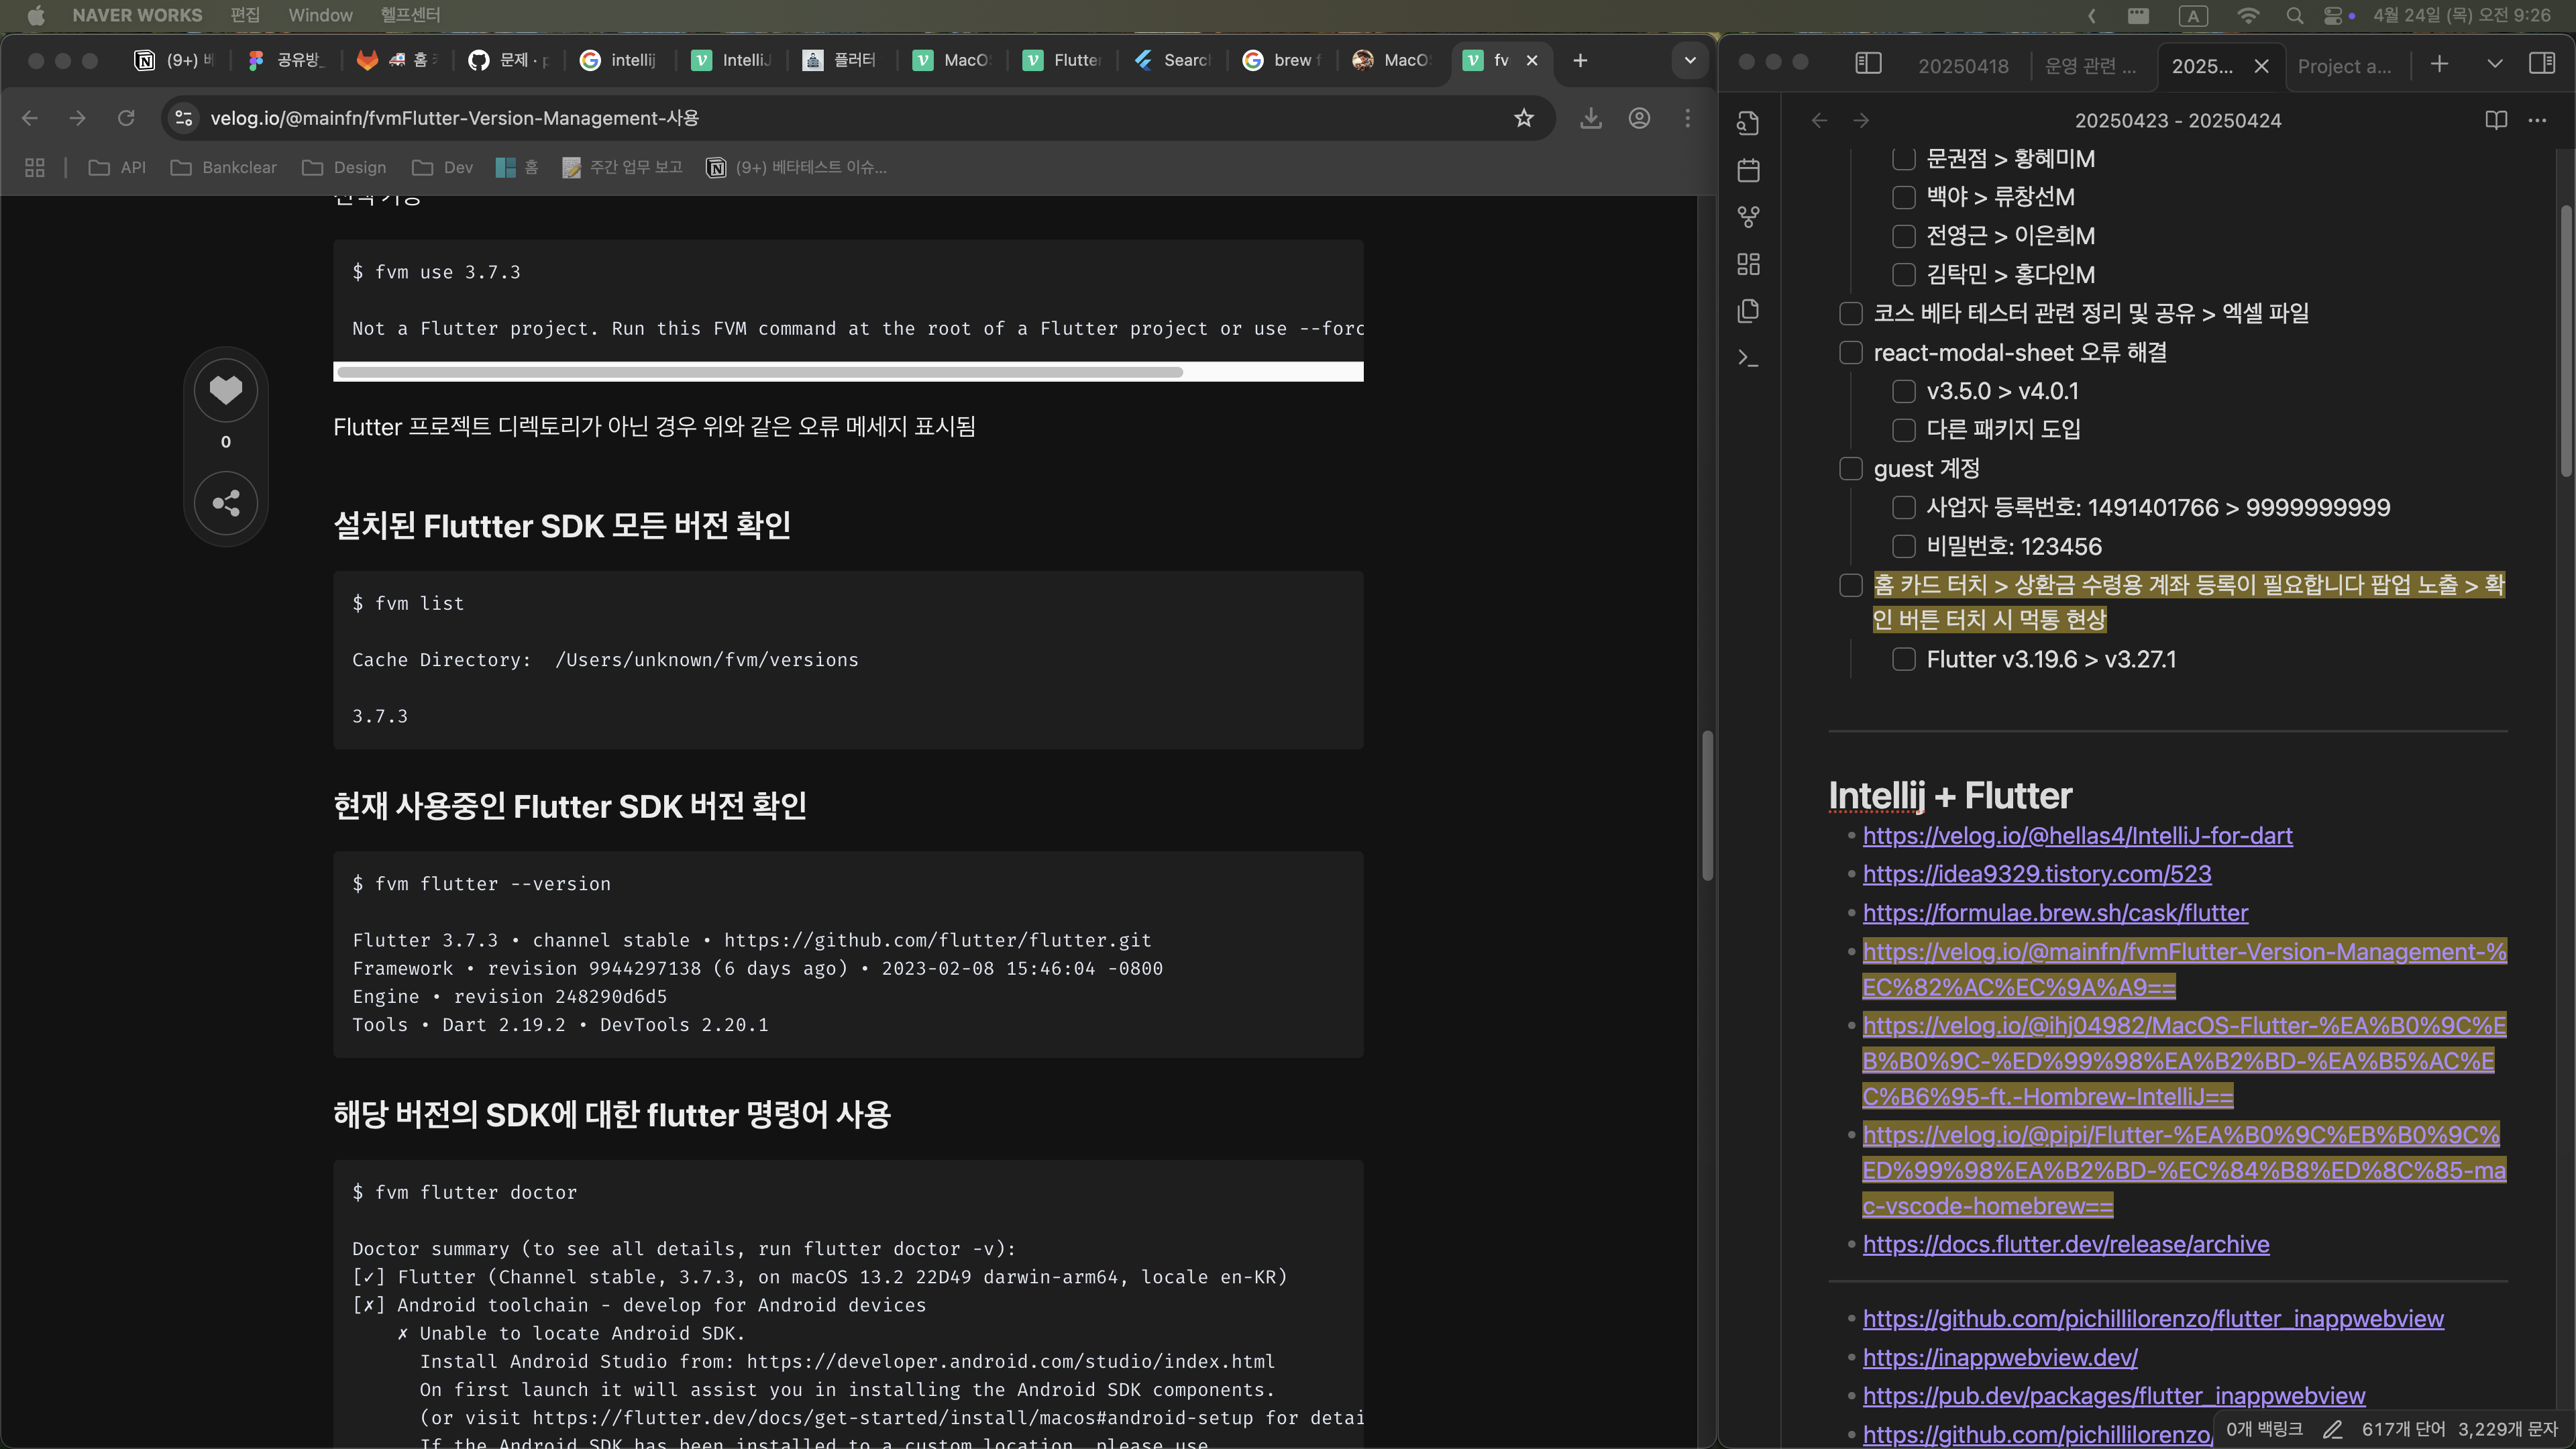 NAVER WORKS 편집 Window 헬프센터
A 4월 24일 (목) 오전 9:26
(9+) 공유방 홈 문제 · intellij 플러터 MacO Flutter Searc brew f MacO fv
velog.io/@mainfn/fvmFlutter-Version-Management-사용
API Bankclear Design Dev 홈 주간 업무 보고 (9+) 베타테스트 이슈...
$ fvm use 3.7.3
Not a Flutter project. Run this FVM command at the root of a Flutter project or use --forc
Flutter 프로젝트 디렉토리가 아닌 경우 위와 같은 오류 메세지 표시됨
0
설치된 Fluttter SDK 모든 버전 확인
$ fvm list
Cache Directory:  /Users/unknown/fvm/versions
3.7.3
현재 사용중인 Flutter SDK 버전 확인
$ fvm flutter --version
Flutter 3.7.3 • channel stable • https://github.com/flutter/flutter.git
Framework • revision 9944297138 (6 days ago) • 2023-02-08 15:46:04 -0800
Engine • revision 248290d6d5
Tools • Dart 2.19.2 • DevTools 2.20.1
해당 버전의 SDK에 대한 flutter 명령어 사용
$ fvm flutter doctor
Doctor summary (to see all details, run flutter doctor -v):
[✓] Flutter (Channel stable, 3.7.3, on macOS 13.2 22D49 darwin-arm64, locale en-KR)
[✗] Android toolchain - develop for Android devices
✗ Unable to locate Android SDK.
Install Android Studio from: https://developer.android.com/studio/index.html
On first launch it will assist you in installing the Android SDK components.
(or visit https://flutter.dev/docs/get-started/install/macos#android-setup for detai
If the Android SDK has been installed to a custom location, please use
20250418 운영 관련 ... 2025... Project a...
20250423 - 20250424
문권점 > 황혜미M
백야 > 류창선M
전영근 > 이은희M
김탁민 > 홍다인M
코스 베타 테스터 관련 정리 및 공유 > 엑셀 파일
react-modal-sheet 오류 해결
v3.5.0 > v4.0.1
다른 패키지 도입
guest 계정
사업자 등록번호: 1491401766 > 9999999999
비밀번호: 123456
홈 카드 터치 > 상환금 수령용 계좌 등록이 필요합니다 팝업 노출 > 확
인 버튼 터치 시 먹통 현상
Flutter v3.19.6 > v3.27.1
Intellij + Flutter
https://velog.io/@hellas4/IntelliJ-for-dart
https://idea9329.tistory.com/523
https://formulae.brew.sh/cask/flutter
https://velog.io/@mainfn/fvmFlutter-Version-Management-%
EC%82%AC%EC%9A%A9==
https://velog.io/@ihj04982/MacOS-Flutter-%EA%B0%9C%E
B%B0%9C-%ED%99%98%EA%B2%BD-%EA%B5%AC%E
C%B6%95-ft.-Hombrew-IntelliJ==
https://velog.io/@pipi/Flutter-%EA%B0%9C%EB%B0%9C%
ED%99%98%EA%B2%BD-%EC%84%B8%ED%8C%85-ma
c-vscode-homebrew==
https://docs.flutter.dev/release/archive
https://github.com/pichillilorenzo/flutter_inappwebview
https://inappwebview.dev/
https://pub.dev/packages/flutter_inappwebview
https://github.com/pichillilorenzo/
0개 백링크 617개 단어 3,229개 문자